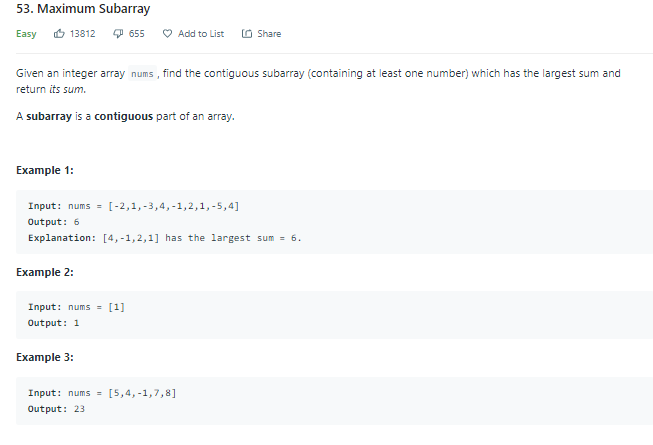 53. Maximum Subarray
Easy 13812 655 Add to List Share
Given an integer array nums , find the contiguous subarray (containing at least one number) which has the largest sum and
return its sum.
A subarray is a contiguous part of an array.
Example 1:
Input: nums = [-2,1,-3,4,-1,2,1,-5,4]
Output: 6
Explanation: [4,-1,2,1] has the largest sum = 6.
Example 2:
Input: nums = [1]
Output: 1
Example 3:
Input: nums = [5,4,-1,7,8]
Output: 23